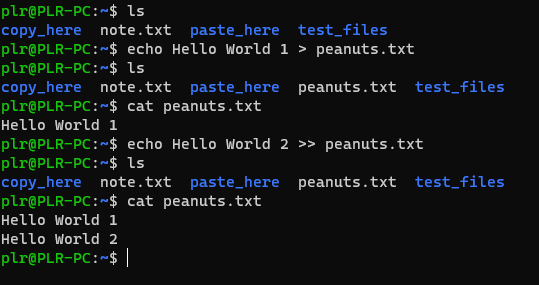 plr@PLR-PC:~$ ls
copy_here  note.txt  paste_here  test_files
plr@PLR-PC:~$ echo Hello World 1 > peanuts.txt
plr@PLR-PC:~$ ls
copy_here  note.txt  paste_here  peanuts.txt  test_files
plr@PLR-PC:~$ cat peanuts.txt
Hello World 1
plr@PLR-PC:~$ echo Hello World 2 >> peanuts.txt
plr@PLR-PC:~$ ls
copy_here  note.txt  paste_here  peanuts.txt  test_files
plr@PLR-PC:~$ cat peanuts.txt
Hello World 1
Hello World 2
plr@PLR-PC:~$